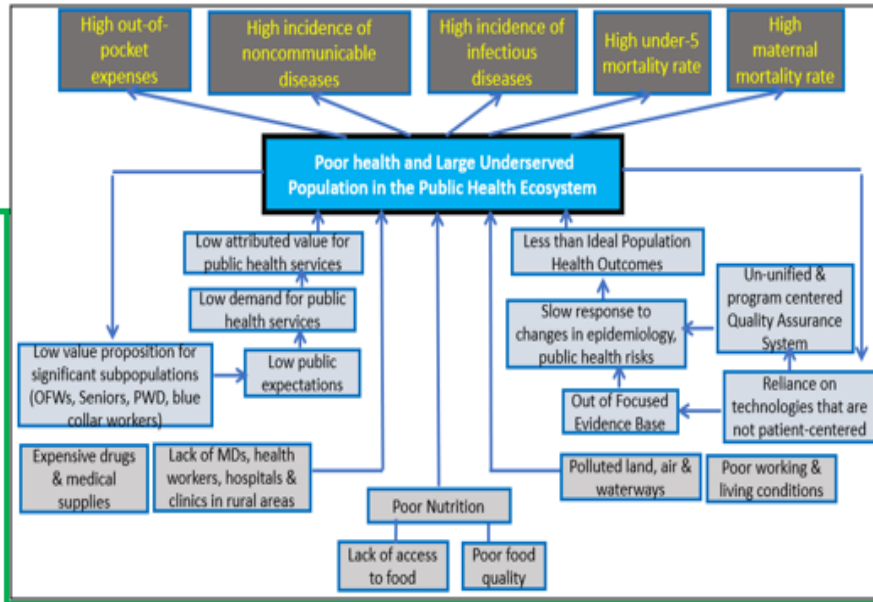 High out-of-
pocket
expenses
High incidence of
noncommunicable
diseases
High incidence of
infectious
diseases
High under-5
mortality rate
High
maternal
mortality rate
Poor health and Large Underserved
Population in the Public Health Ecosystem
Low attributed value for
public health services
Low demand for public
health services
Low value proposition for
significant subpopulations
(OFWs, Seniors, PWD, blue
collar workers)
Low public
expectations
Less than Ideal Population
Health Outcomes
Slow response to
changes in epidemiology,
public health risks
Un-unified &
program centered
Quality Assurance
System
Out of Focused
Evidence Base
Reliance on
technologies that are
not patient-centered
Expensive drugs
& medical
supplies
Lack of MDs, health
workers, hospitals &
clinics in rural areas
Poor Nutrition
Lack of access
to food
Poor food
quality
Polluted land, air &
waterways
Poor working &
living conditions